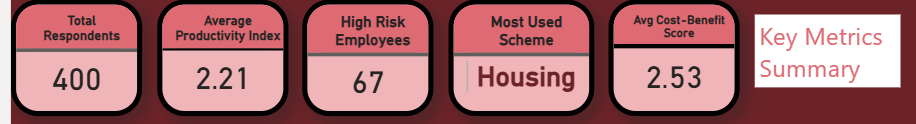 Total
Respondents
400
Average
Productivity Index
2.21
High Risk
Employees
67
Most Used
Scheme
Housing
Avg Cost-Benefit
Score
2.53
Key Metrics
Summary